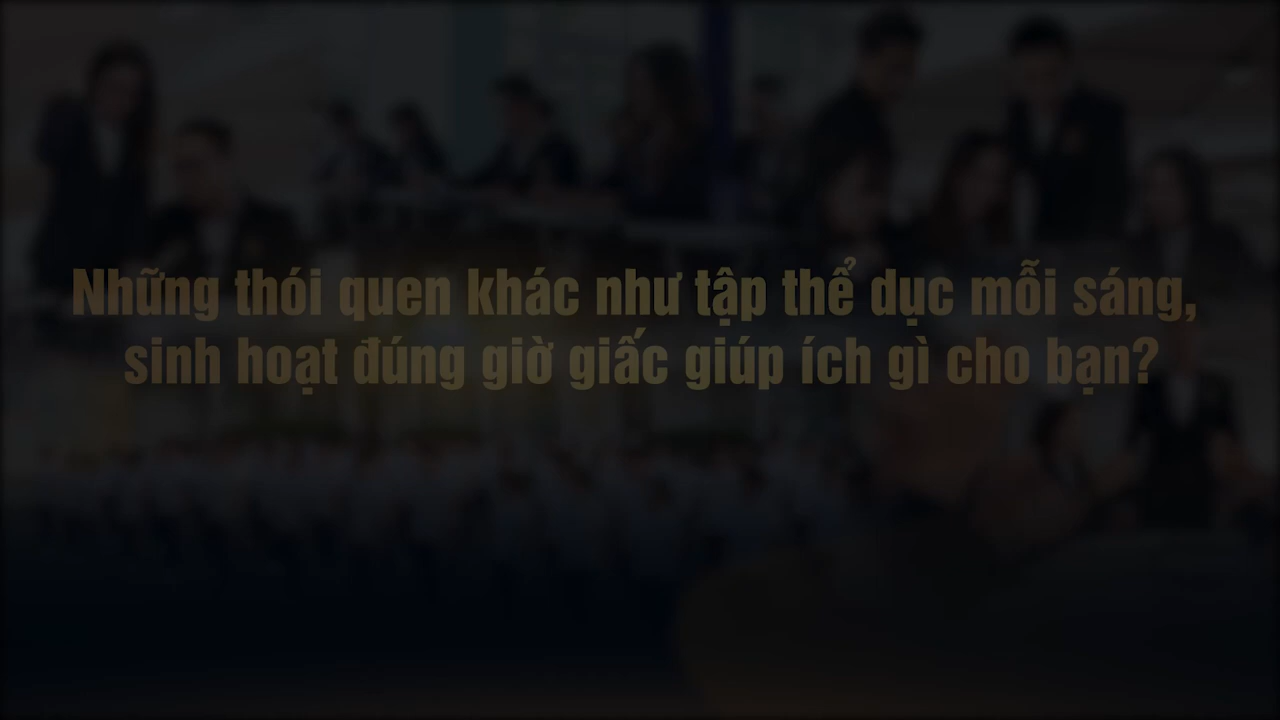 Những thói quen khác như tập thể dục mỗi sáng,
sinh hoạt đúng giờ giấc giúp ích gì cho bạn?